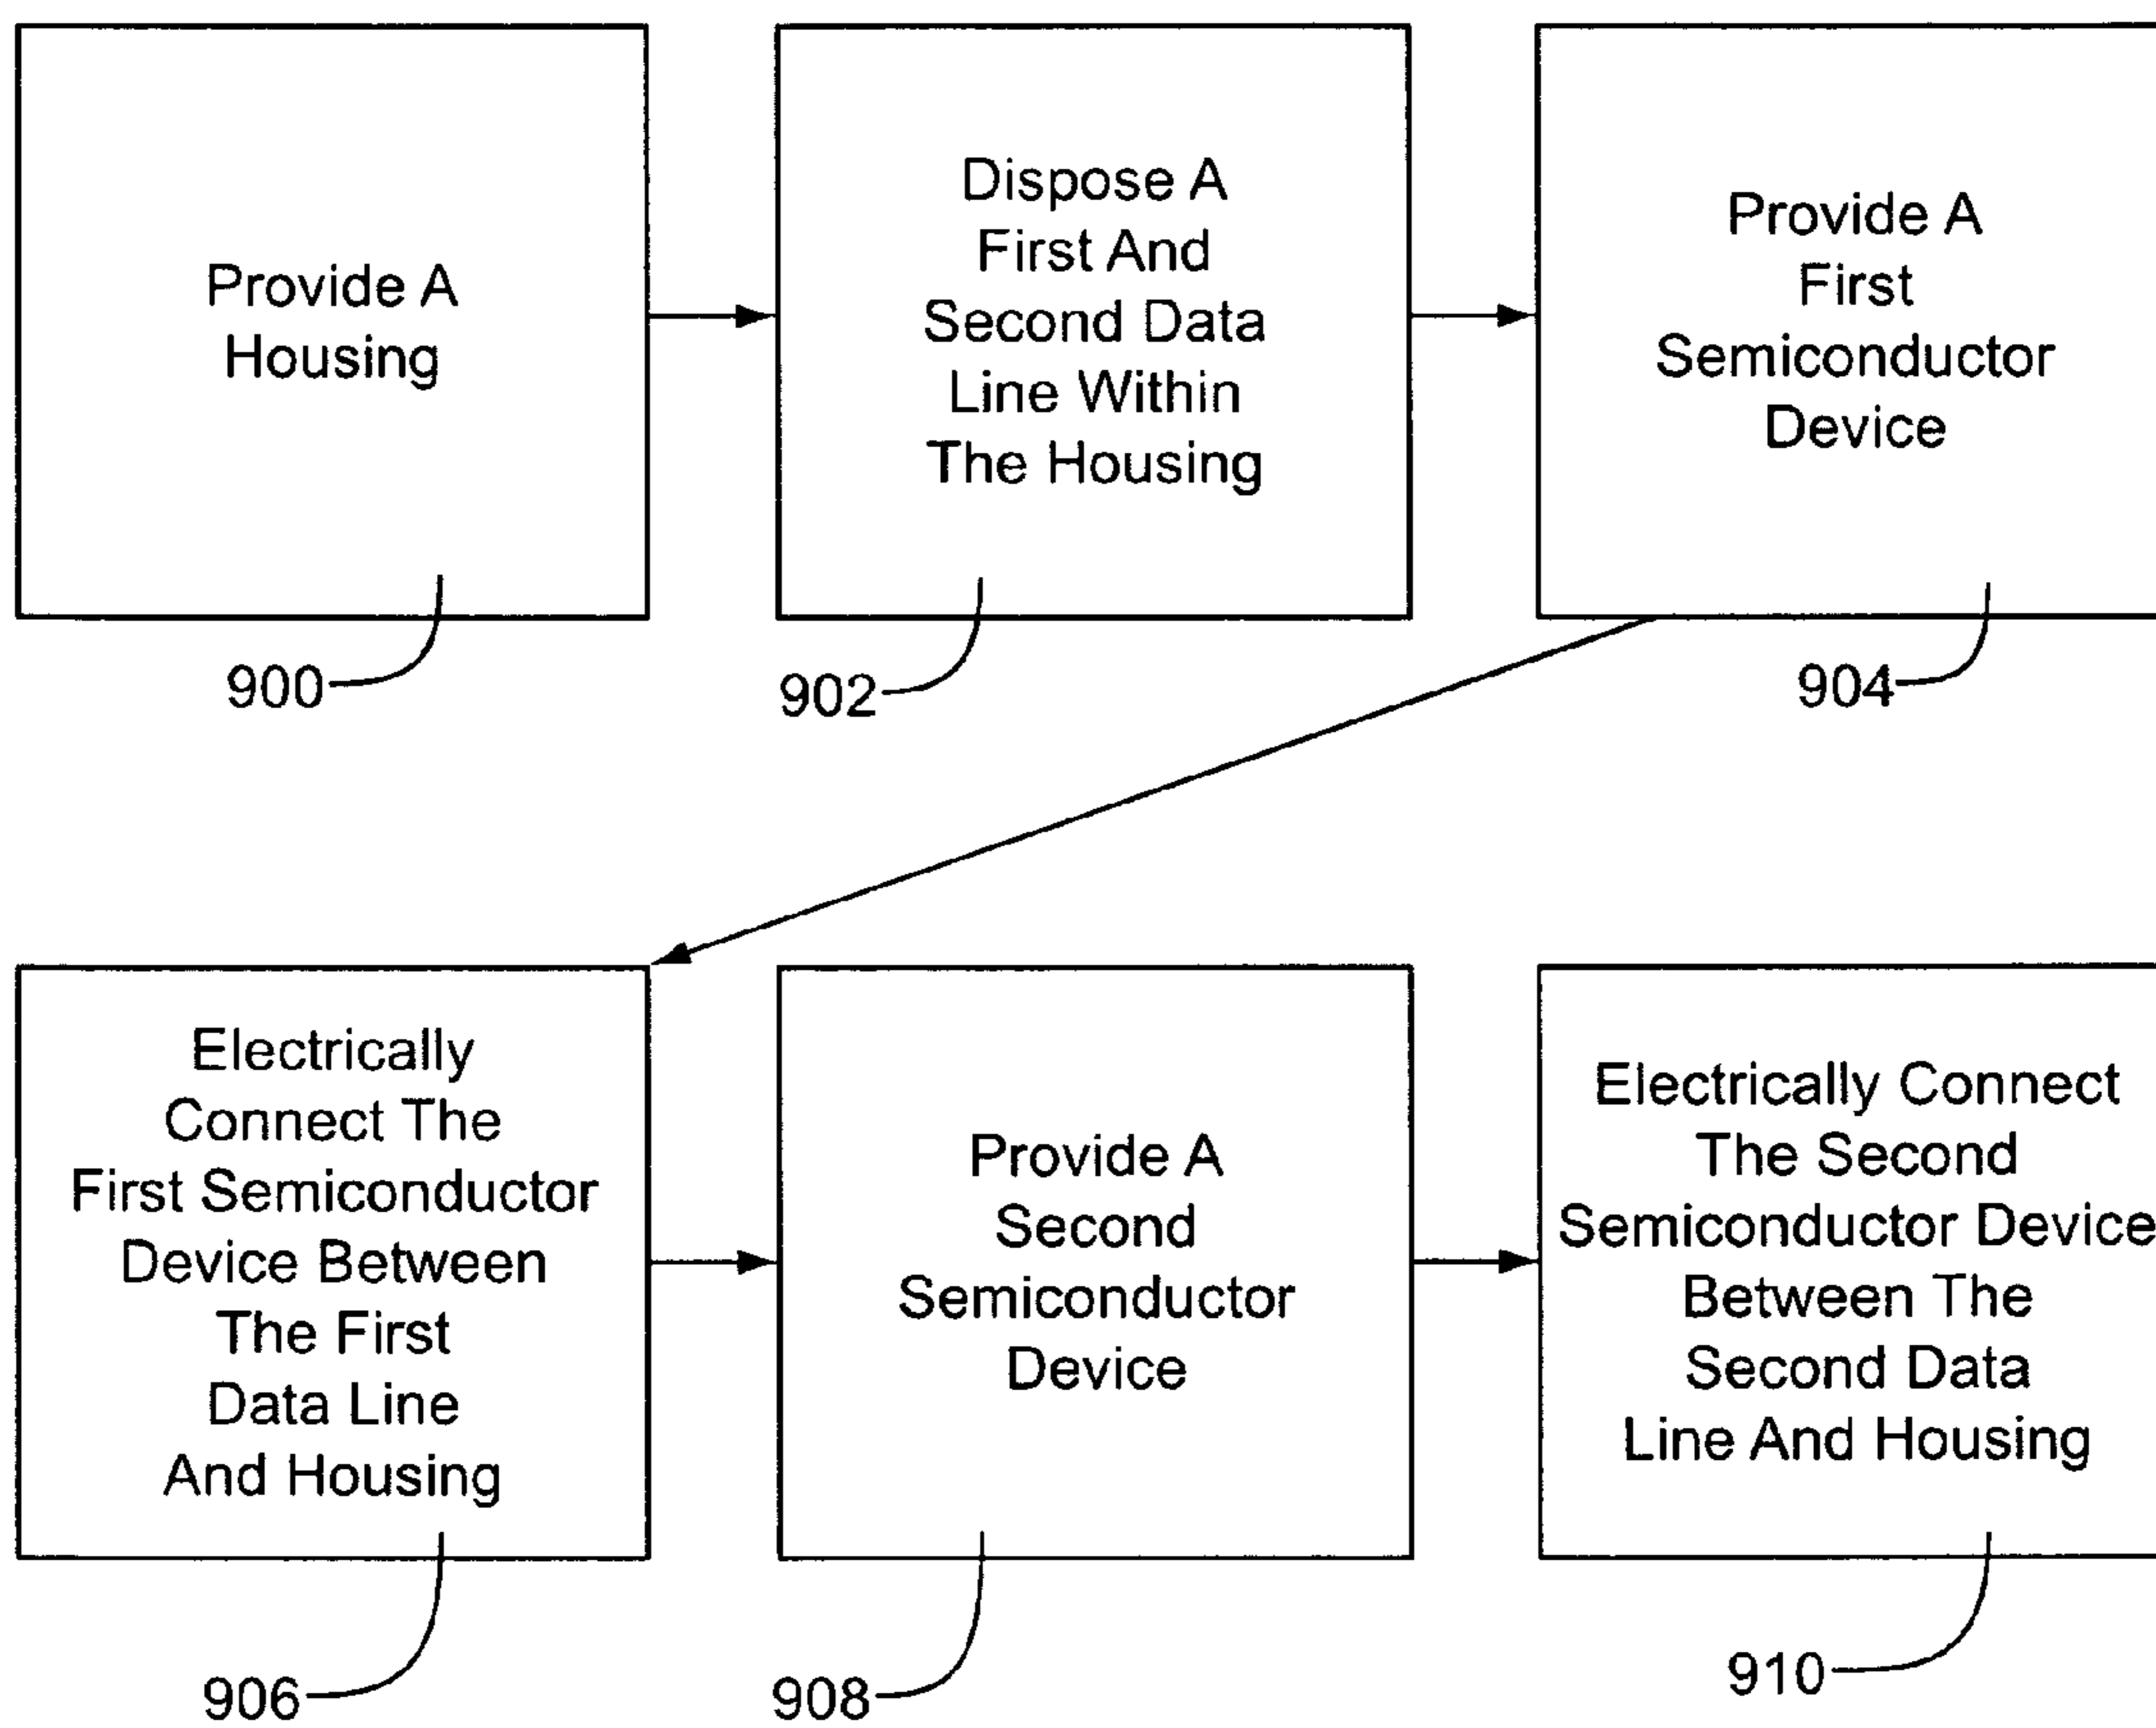 Provide A
Housing
900
Dispose A
First And
Second Data
Line Within
The Housing
902
Provide A
First
Semiconductor
Device
904
Electrically
Connect The
First Semiconductor
Device Between
The First
Data Line
And Housing
906
Provide A
Second
Semiconductor
Device
908
Electrically Connect
The Second
Semiconductor Device
Between The
Second Data
Line And Housing
910